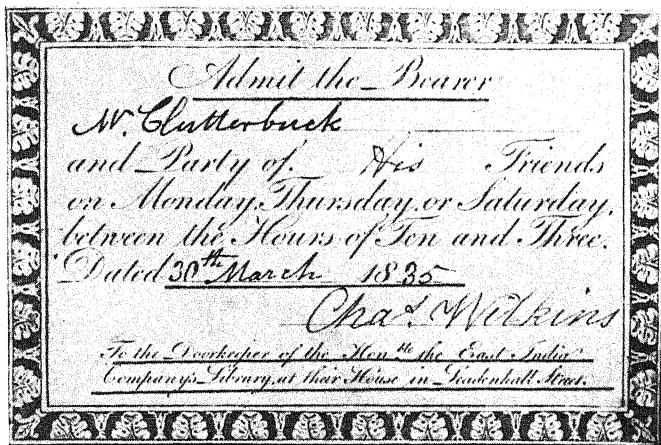 Admit the Bearer
Mr. Clutterbuck
and Party of His Friends
on Monday, Thursday, or Saturday,
between the Hours of Ten and Three.
Dated 30th March 1835
Chas. Wilkins
To the Doorkeeper of the Honble. the East India
Company's Library, at their House in Leadenhall Street.